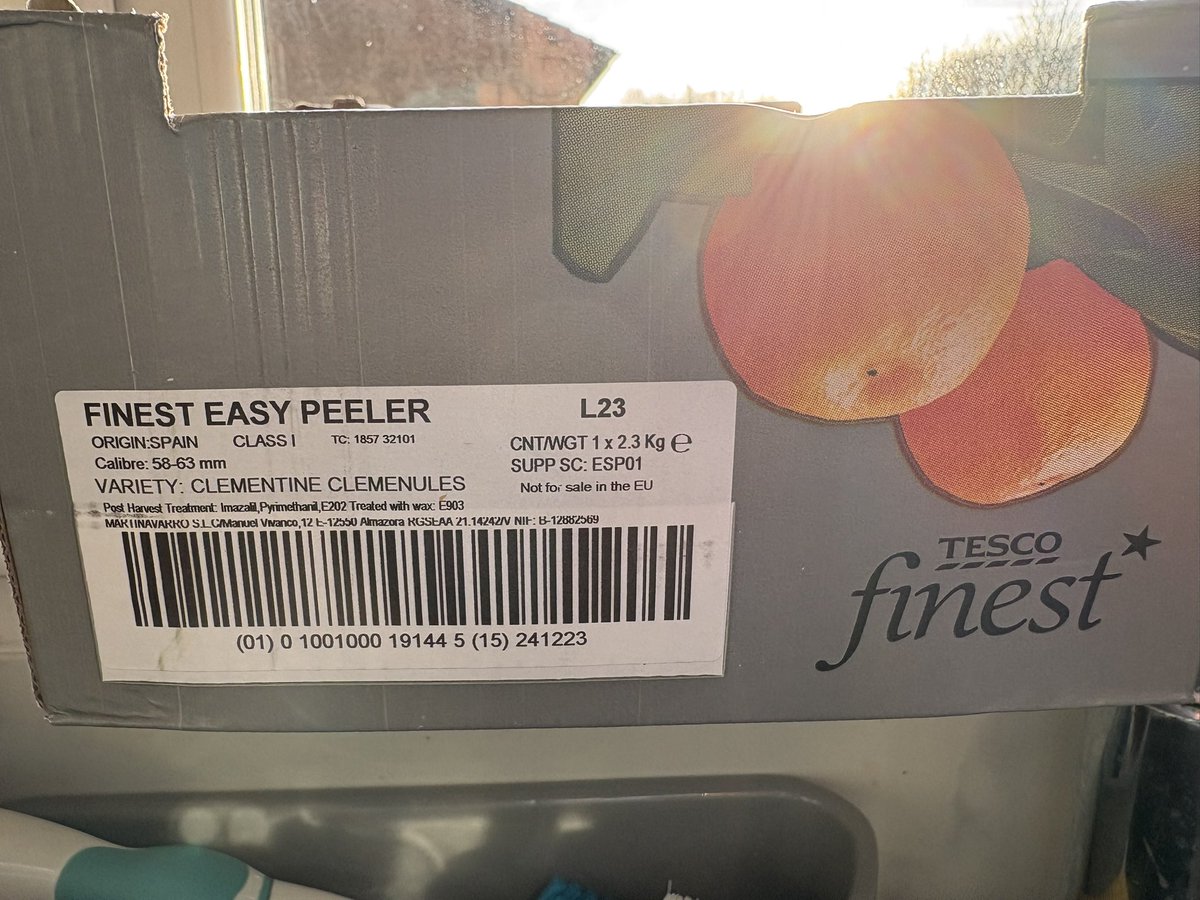 FINEST EASY PEELER L23
ORIGIN:SPAIN CLASS I TC: 1857 32101
CNT/WGT 1 x 2.3 Kg ℮
Calibre: 58-63 mm
SUPP SC: ESP01
VARIETY: CLEMENTINE CLEMENULES
Not for sale in the EU
Post Harvest Treatment: Imazalil,Pyrimethanil,E202 Treated with wax: E903
MARTINAVARRO S.L.C/Manuel Vivanco,12 E-12550 Almazora RGSEAA 21.14242/V NIF: B-12882569
(01) 0 1001000 19144 5 (15) 241223
TESCO
finest